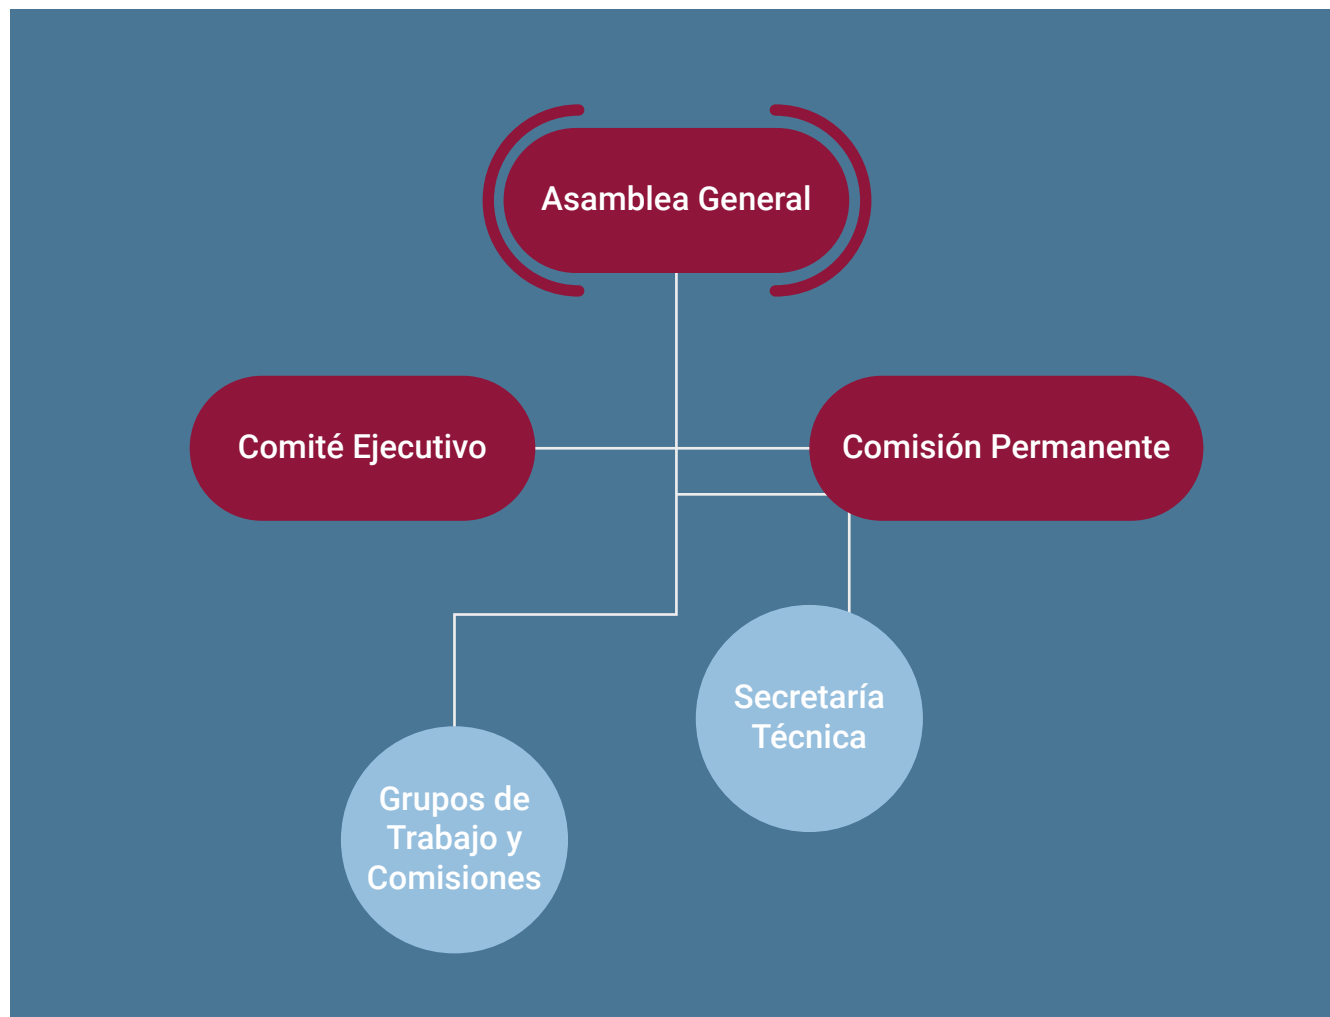 Asamblea General
Comité Ejecutivo
Comisión Permanente
Secretaría
Técnica
Grupos de
Trabajo y
Comisiones